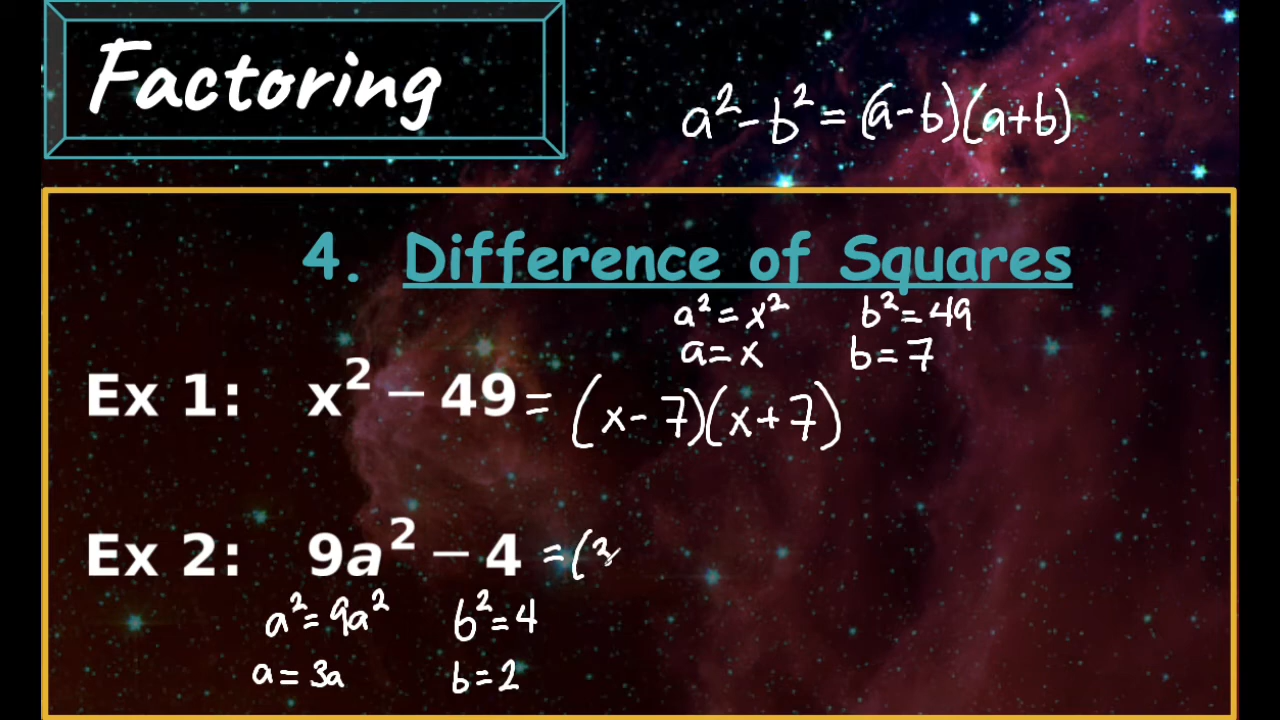 Factoring
a² - b² = (a-b)(a+b)
4. Difference of Squares
a² = x² b² = 49
a = x b = 7
Ex 1: x² − 49 = (x - 7)(x + 7)
Ex 2: 9a² − 4 = (3
a² = 9a² b² = 4
a = 3a b = 2